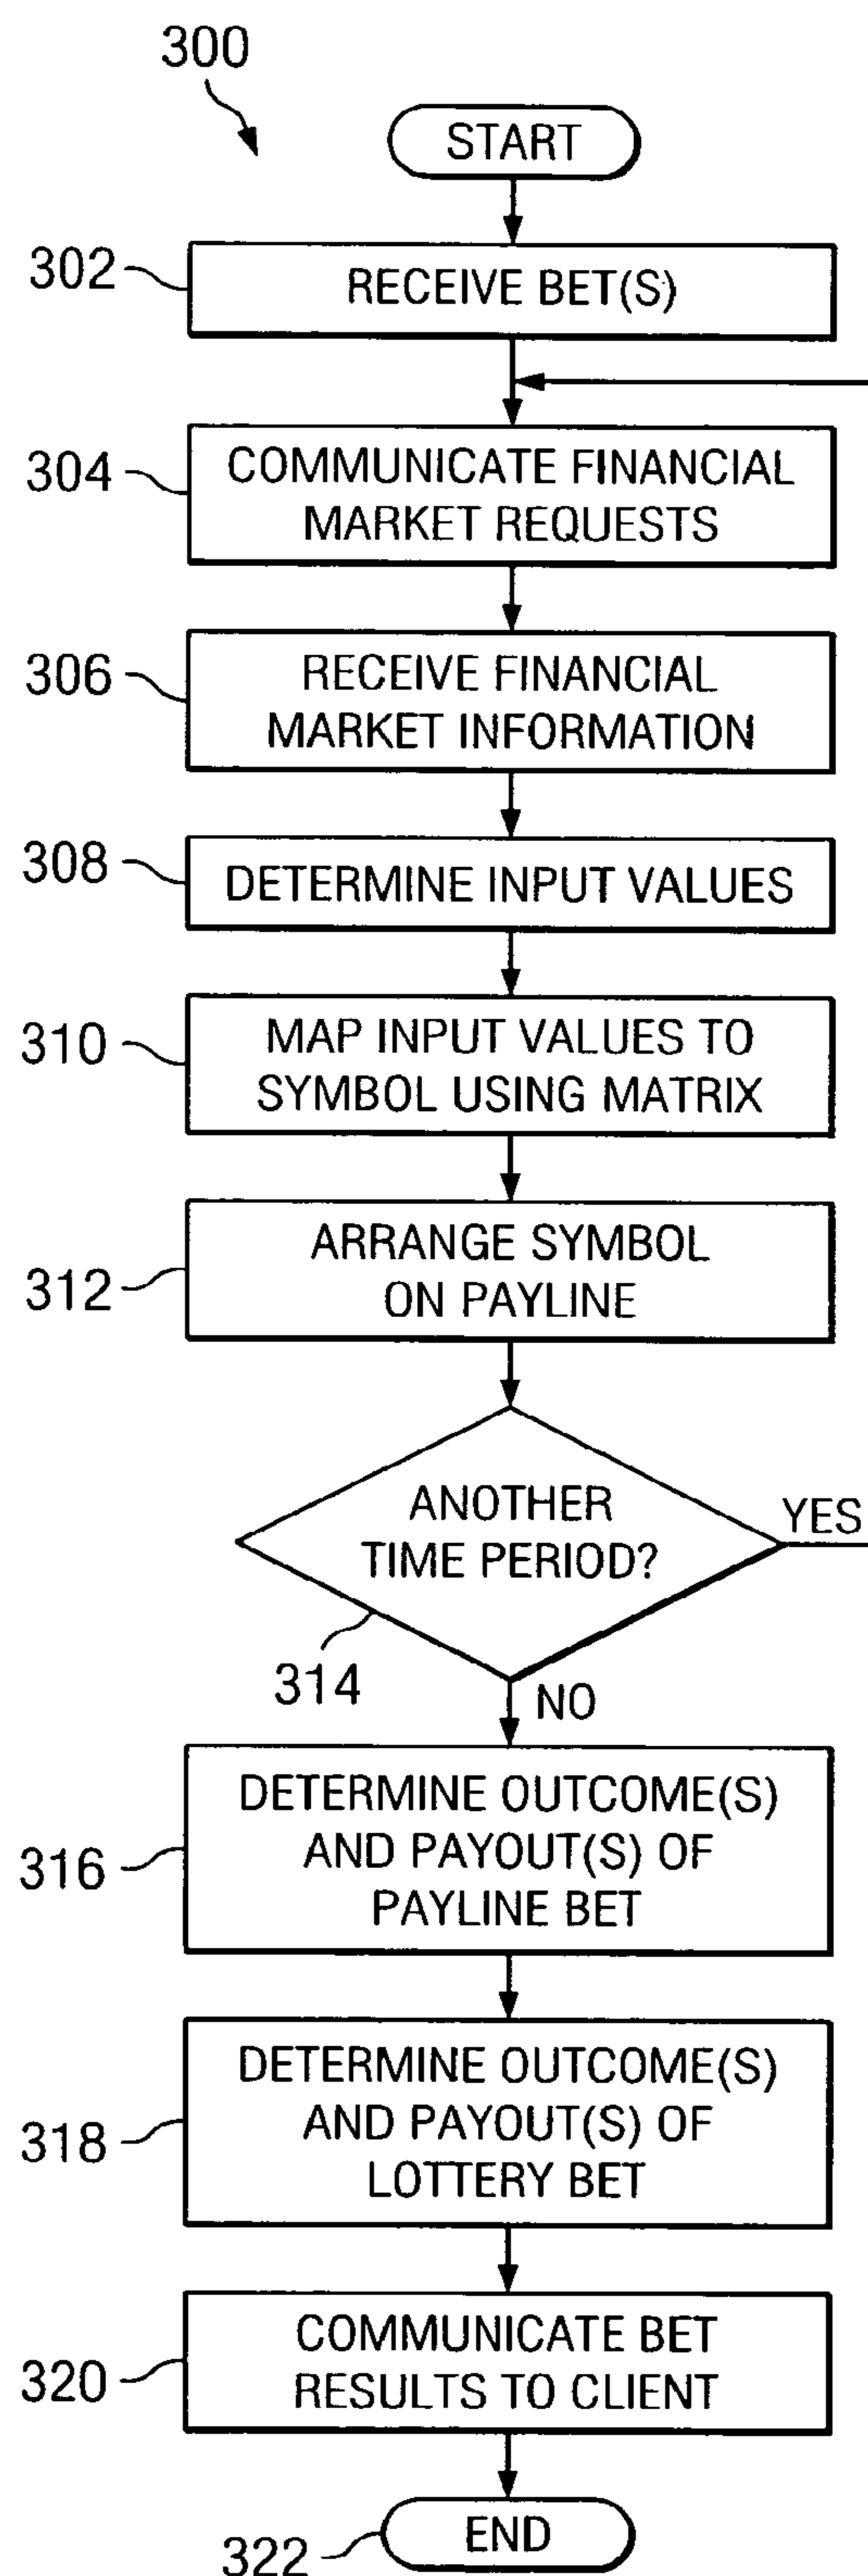 300
START
302
RECEIVE BET(S)
304
COMMUNICATE FINANCIAL
MARKET REQUESTS
306
RECEIVE FINANCIAL
MARKET INFORMATION
308
DETERMINE INPUT VALUES
310
MAP INPUT VALUES TO
SYMBOL USING MATRIX
312
ARRANGE SYMBOL
ON PAYLINE
ANOTHER
TIME PERIOD?
YES
314
NO
316
DETERMINE OUTCOME(S)
AND PAYOUT(S) OF
PAYLINE BET
318
DETERMINE OUTCOME(S)
AND PAYOUT(S) OF
LOTTERY BET
320
COMMUNICATE BET
RESULTS TO CLIENT
322
END